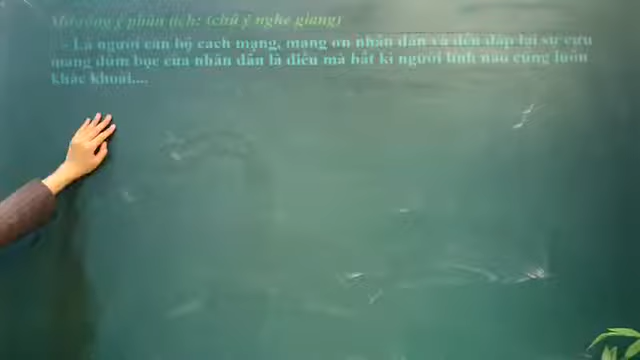 Mở rộng ý phân tích: (chú ý nghe giảng)
- Là người cán bộ cách mạng, mang ơn nhân dân và đền đáp lại sự cưu
mang đùm bọc của nhân dân là điều mà bất kì người lính nào cũng luôn
khắc khoải....